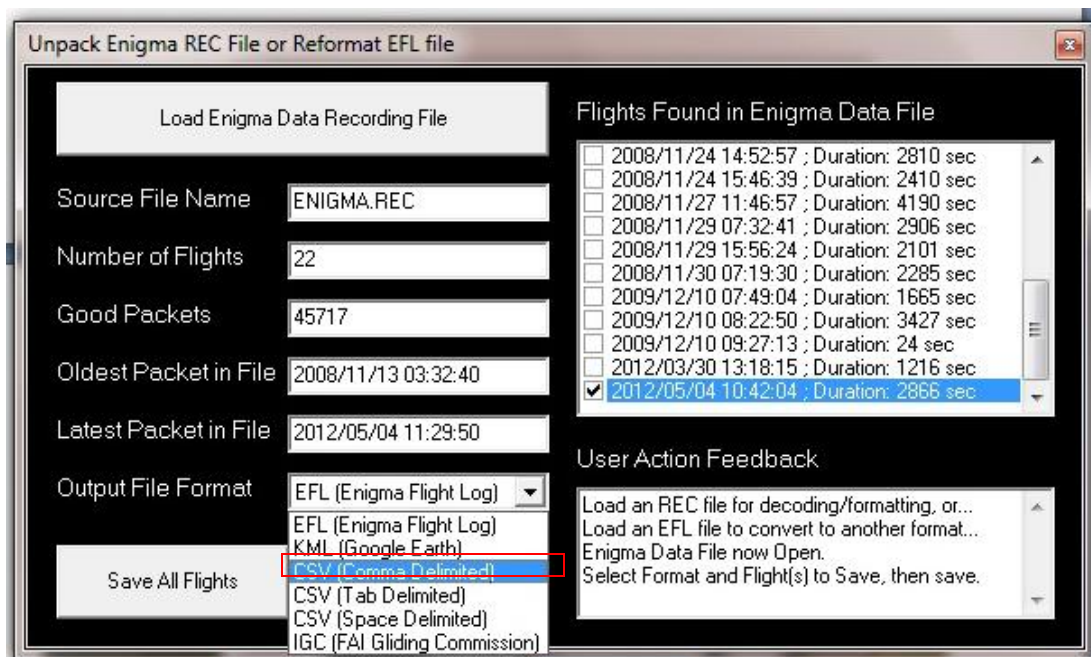 Unpack Enigma REC File or Reformat EFL file
Load Enigma Data Recording File
Source File Name
ENIGMA.REC
Number of Flights
22
Good Packets
45717
Oldest Packet in File
2008/11/13 03:32:40
Latest Packet in File
2012/05/04 11:29:50
Output File Format
EFL (Enigma Flight Log)
EFL (Enigma Flight Log)
KML (Google Earth)
CSV (Comma Delimited)
CSV (Tab Delimited)
CSV (Space Delimited)
IGC (FAI Gliding Commission)
Save All Flights
Flights Found in Enigma Data File
2008/11/24 14:52:57 ; Duration: 2810 sec
2008/11/24 15:46:39 ; Duration: 2410 sec
2008/11/27 11:46:57 ; Duration: 4190 sec
2008/11/29 07:32:41 ; Duration: 2906 sec
2008/11/29 15:56:24 ; Duration: 2101 sec
2008/11/30 07:19:30 ; Duration: 2285 sec
2009/12/10 07:49:04 ; Duration: 1665 sec
2009/12/10 08:22:50 ; Duration: 3427 sec
2009/12/10 09:27:13 ; Duration: 24 sec
2012/03/30 13:18:15 ; Duration: 1216 sec
2012/05/04 10:42:04 ; Duration: 2866 sec
User Action Feedback
Load an REC file for decoding/formatting, or...
Load an EFL file to convert to another format...
Enigma Data File now Open.
Select Format and Flight(s) to Save, then save.